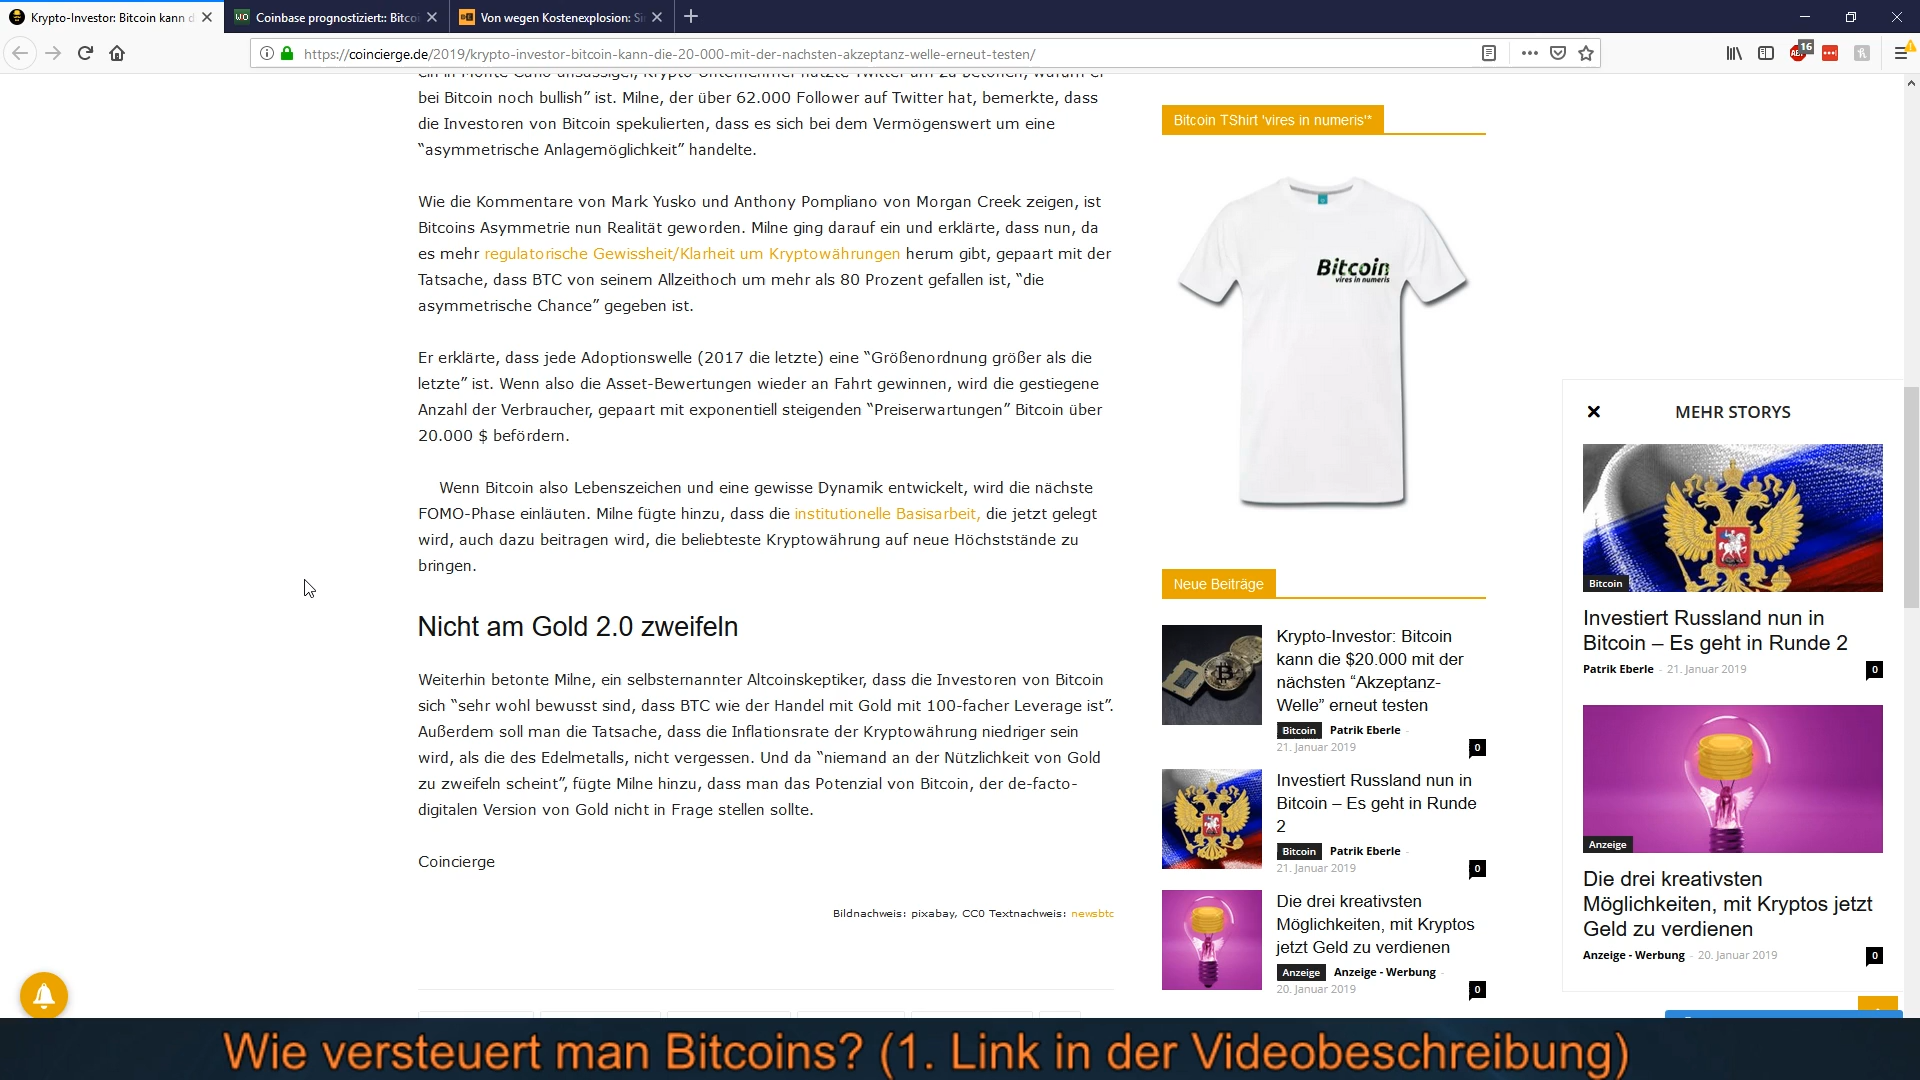 Krypto-Investor: Bitcoin kann d
Coinbase prognostiziert:: Bitcoi
Von wegen Kostenexplosion: Si
https://coincierge.de/2019/krypto-investor-bitcoin-kann-die-20-000-mit-der-nachsten-akzeptanz-welle-erneut-testen/
16
ein in Monte Carlo ansässiger, Krypto-Unternehmer nutzte Twitter um zu betonen, warum er
bei Bitcoin noch bullish” ist. Milne, der über 62.000 Follower auf Twitter hat, bemerkte, dass
die Investoren von Bitcoin spekulierten, dass es sich bei dem Vermögenswert um eine
“asymmetrische Anlagemöglichkeit” handelte.
Wie die Kommentare von Mark Yusko und Anthony Pompliano von Morgan Creek zeigen, ist
Bitcoins Asymmetrie nun Realität geworden. Milne ging darauf ein und erklärte, dass nun, da
es mehr regulatorische Gewissheit/Klarheit um Kryptowährungen herum gibt, gepaart mit der
Tatsache, dass BTC von seinem Allzeithoch um mehr als 80 Prozent gefallen ist, “die
asymmetrische Chance” gegeben ist.
Er erklärte, dass jede Adoptionswelle (2017 die letzte) eine “Größenordnung größer als die
letzte” ist. Wenn also die Asset-Bewertungen wieder an Fahrt gewinnen, wird die gestiegene
Anzahl der Verbraucher, gepaart mit exponentiell steigenden “Preiserwartungen” Bitcoin über
20.000 $ befördern.
Wenn Bitcoin also Lebenszeichen und eine gewisse Dynamik entwickelt, wird die nächste
FOMO-Phase einläuten. Milne fügte hinzu, dass die institutionelle Basisarbeit, die jetzt gelegt
wird, auch dazu beitragen wird, die beliebteste Kryptowährung auf neue Höchststände zu
bringen.
Nicht am Gold 2.0 zweifeln
Weiterhin betonte Milne, ein selbsternannter Altcoinskeptiker, dass die Investoren von Bitcoin
sich “sehr wohl bewusst sind, dass BTC wie der Handel mit Gold mit 100-facher Leverage ist”.
Außerdem soll man die Tatsache, dass die Inflationsrate der Kryptowährung niedriger sein
wird, als die des Edelmetalls, nicht vergessen. Und da “niemand an der Nützlichkeit von Gold
zu zweifeln scheint”, fügte Milne hinzu, dass man das Potenzial von Bitcoin, der de-facto-
digitalen Version von Gold nicht in Frage stellen sollte.
Coincierge
Bildnachweis: pixabay, CC0 Textnachweis: newsbtc
Bitcoin TShirt 'vires in numeris'*
Bitcoin
vires in numeris
Neue Beiträge
Krypto-Investor: Bitcoin
kann die $20.000 mit der
nächsten “Akzeptanz-
Welle” erneut testen
Bitcoin Patrik Eberle -
21. Januar 2019
0
Investiert Russland nun in
Bitcoin – Es geht in Runde
2
Bitcoin Patrik Eberle -
21. Januar 2019
0
Die drei kreativsten
Möglichkeiten, mit Kryptos
jetzt Geld zu verdienen
Anzeige Anzeige - Werbung -
20. Januar 2019
0
MEHR STORYS
Bitcoin
Investiert Russland nun in
Bitcoin – Es geht in Runde 2
Patrik Eberle - 21. Januar 2019
0
Anzeige
Die drei kreativsten
Möglichkeiten, mit Kryptos jetzt
Geld zu verdienen
Anzeige - Werbung - 20. Januar 2019
0
Wie versteuert man Bitcoins? (1. Link in der Videobeschreibung)